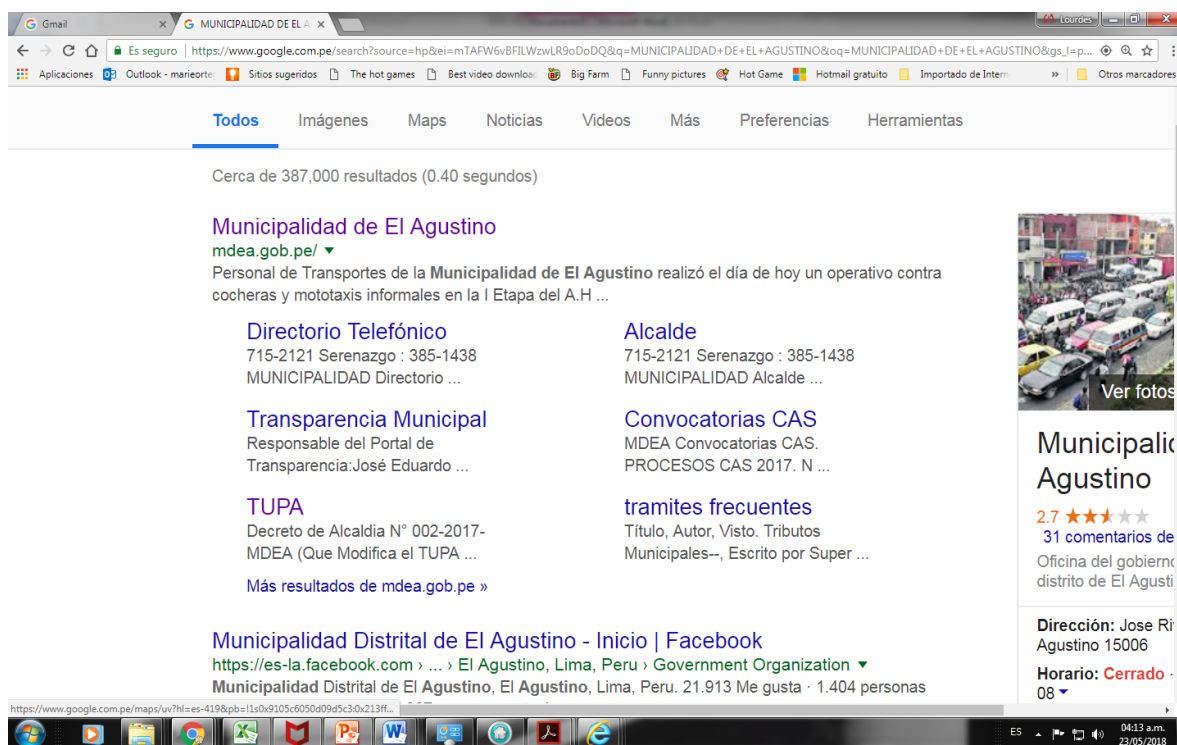 Gmail
MUNICIPALIDAD DE EL A
Lourdes
Es seguro | https://www.google.com.pe/search?source=hp&ei=mTAFW6vBFILWzwLR9oDoDQ&q=MUNICIPALIDAD+DE+EL+AGUSTINO&oq=MUNICIPALIDAD+DE+EL+AGUSTINO&gs_l=p...
Aplicaciones Outlook - marieorte Sitios sugeridos The hot games Best video downloac Big Farm Funny pictures Hot Game Hotmail gratuito Importado de Intern » Otros marcadores
Todos Imágenes Maps Noticias Videos Más Preferencias Herramientas
Cerca de 387,000 resultados (0.40 segundos)
Municipalidad de El Agustino
mdea.gob.pe/
Personal de Transportes de la Municipalidad de El Agustino realizó el día de hoy un operativo contra
cocheras y mototaxis informales en la I Etapa del A.H ...
Directorio Telefónico
715-2121 Serenazgo : 385-1438
MUNICIPALIDAD Directorio ...
Alcalde
715-2121 Serenazgo : 385-1438
MUNICIPALIDAD Alcalde ...
Transparencia Municipal
Responsable del Portal de
Transparencia:José Eduardo ...
Convocatorias CAS
MDEA Convocatorias CAS.
PROCESOS CAS 2017. N ...
TUPA
Decreto de Alcaldia N° 002-2017-
MDEA (Que Modifica el TUPA ...
tramites frecuentes
Título, Autor, Visto. Tributos
Municipales--, Escrito por Super ...
Más resultados de mdea.gob.pe »
Municipalidad Distrital de El Agustino - Inicio | Facebook
https://es-la.facebook.com › ... › El Agustino, Lima, Peru › Government Organization
Municipalidad Distrital de El Agustino, El Agustino, Lima, Peru. 21.913 Me gusta · 1.404 personas
Ver fotos
Municipalid
Agustino
2.7
31 comentarios de
Oficina del gobierno
distrito de El Agusti
Dirección: Jose Ri
Agustino 15006
Horario: Cerrado ·
08
https://www.google.com.pe/maps/uv?hl=es-419&pb=!1s0x9105c6050d09d5c3:0x213ff...
ES
04:13 a.m.
23/05/2018